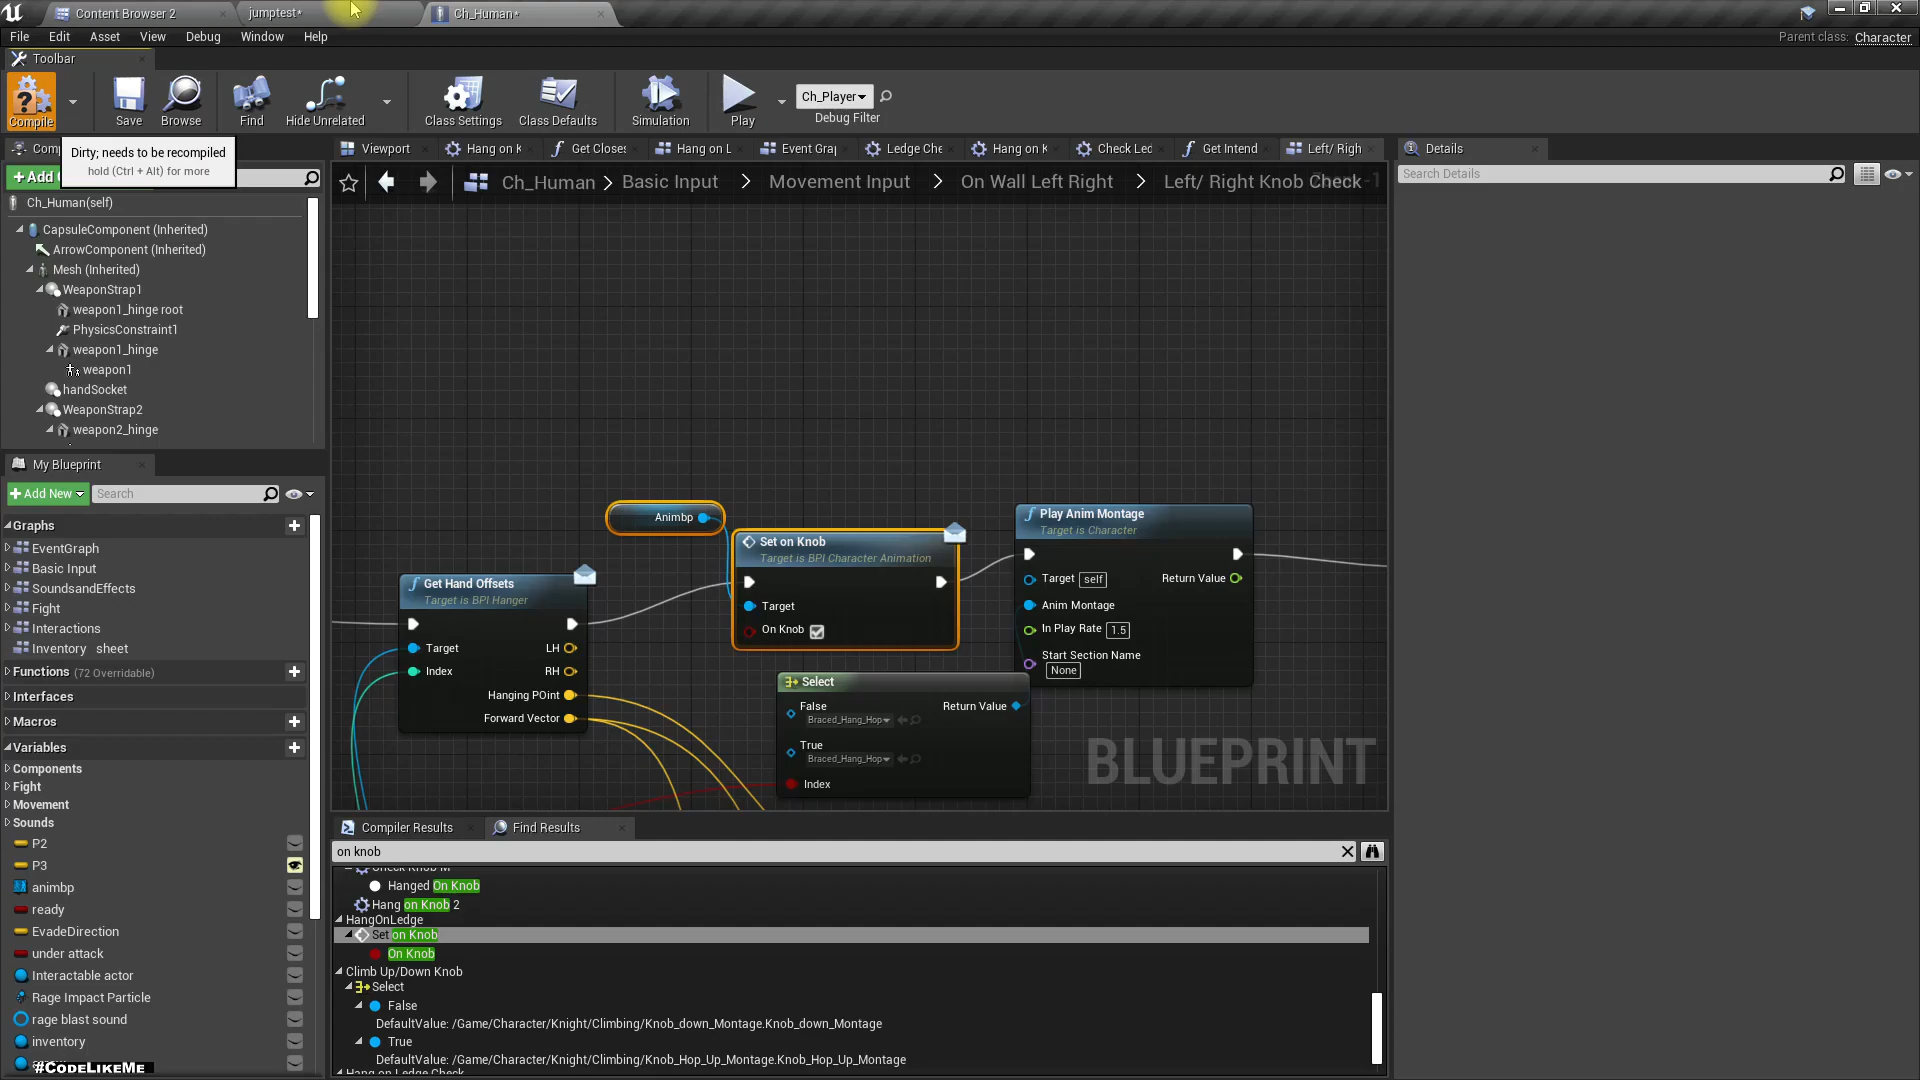 Content Browser 2
jumptest*
Ch_Human*
File Edit Asset View Debug Window Help
Parent class: Character
Toolbar
Compile
Save
Browse
Find
Hide Unrelated
Class Settings
Class Defaults
Simulation
Play
Ch_Player
Debug Filter
Dirty; needs to be recompiled
hold (Ctrl + Alt) for more
Viewport
Hang on K
Get Closes
Hang on L
Event Gra
Ledge Che
Hang on K
Check Led
Get Intend
Left/ Righ
Details
Search Details
+Add
Ch_Human > Basic Input > Movement Input > On Wall Left Right > Left/ Right Knob Check
Ch_Human(self)
CapsuleComponent (Inherited)
ArrowComponent (Inherited)
Mesh (Inherited)
WeaponStrap1
weapon1_hinge root
PhysicsConstraint1
weapon1_hinge
weapon1
handSocket
WeaponStrap2
weapon2_hinge
My Blueprint
+Add New
Search
Graphs
EventGraph
Basic Input
SoundsandEffects
Fight
Interactions
Inventory sheet
Functions (72 Overridable)
Interfaces
Macros
Variables
Components
Fight
Movement
Sounds
P2
P3
animbp
ready
EvadeDirection
under attack
Interactable actor
Rage Impact Particle
rage blast sound
inventory
#CodeLikeMe
Animbp
Get Hand Offsets
Target is BPI Hanger
Target
LH
Index
RH
Hanging POint
Forward Vector
Set on Knob
Target is BPI Character Animation
Target
On Knob
Play Anim Montage
Target is Character
Target self
Return Value
Anim Montage
In Play Rate 1.5
Start Section Name
None
Select
False
Return Value
Braced_Hang_Hop
True
Braced_Hang_Hop
Index
BLUEPRINT
Compiler Results
Find Results
on knob
Hanged On Knob
Hang on Knob 2
HangOnLedge
Set on Knob
On Knob
Climb Up/Down Knob
Select
False
DefaultValue: /Game/Character/Knight/Climbing/Knob_down_Montage.Knob_down_Montage
True
DefaultValue: /Game/Character/Knight/Climbing/Knob_Hop_Up_Montage.Knob_Hop_Up_Montage
Hang on Ledge Check